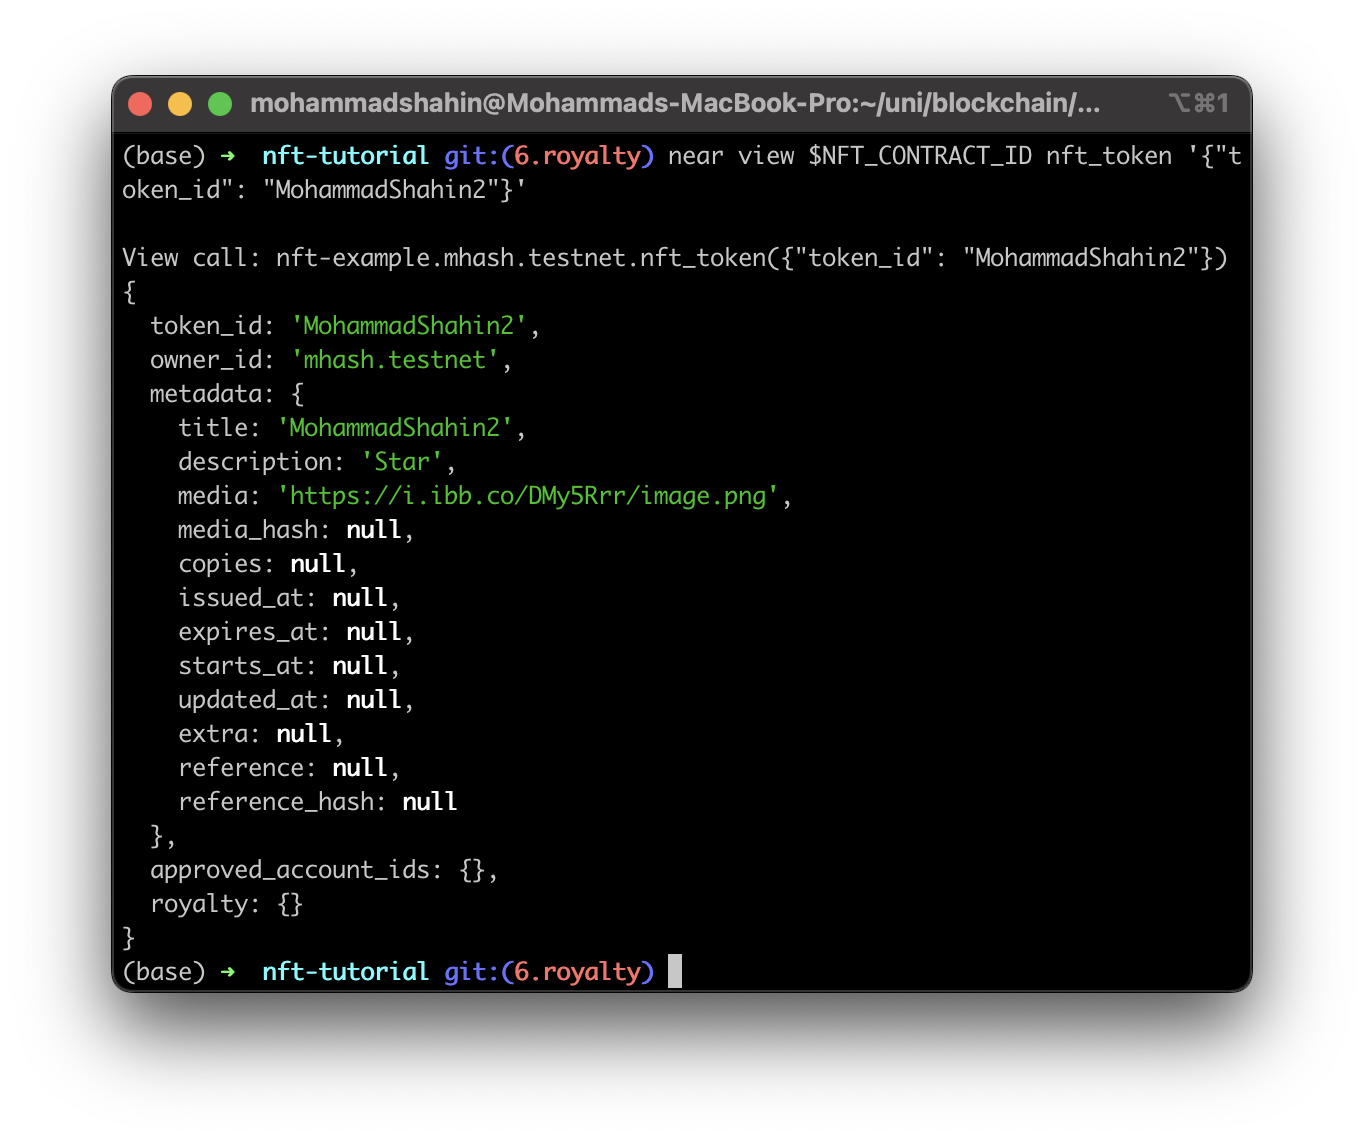 mohammadshahin@Mohammads-MacBook-Pro:~/uni/blockchain/... ⌥⌘1
(base) ➜  nft-tutorial git:(6.royalty) near view $NFT_CONTRACT_ID nft_token '{"t
oken_id": "MohammadShahin2"}'
View call: nft-example.mhash.testnet.nft_token({"token_id": "MohammadShahin2"})
{
  token_id: 'MohammadShahin2',
  owner_id: 'mhash.testnet',
  metadata: {
    title: 'MohammadShahin2',
    description: 'Star',
    media: 'https://i.ibb.co/DMy5Rrr/image.png',
    media_hash: null,
    copies: null,
    issued_at: null,
    expires_at: null,
    starts_at: null,
    updated_at: null,
    extra: null,
    reference: null,
    reference_hash: null
  },
  approved_account_ids: {},
  royalty: {}
}
(base) ➜  nft-tutorial git:(6.royalty)